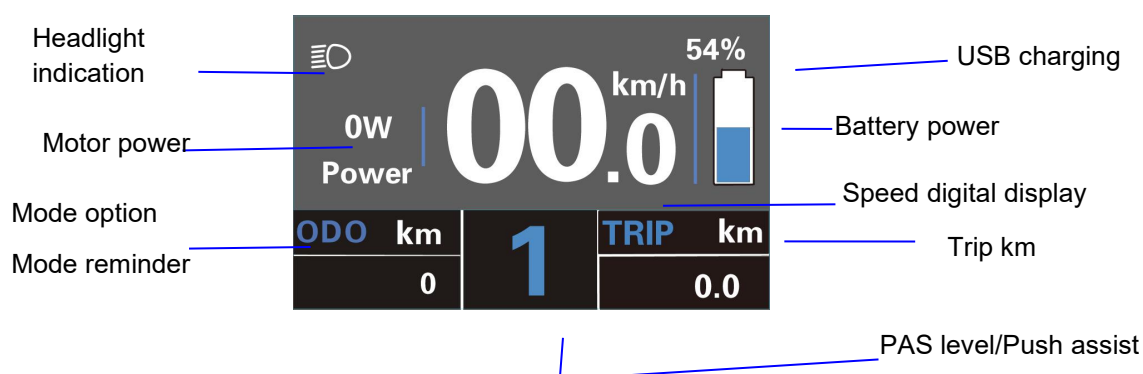 Headlight
indication
Motor power
Mode option
Mode reminder
54%
km/h
00.0
0W
Power
ODO km
0
1
TRIP km
0.0
USB charging
Battery power
Speed digital display
Trip km
PAS level/Push assist